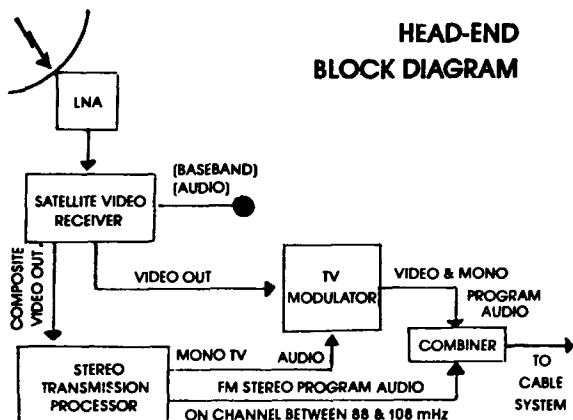 HEAD-END
BLOCK DIAGRAM
LNA
(BASEBAND)
(AUDIO)
SATELLITE VIDEO
RECEIVER
COMPOSITE
VIDEO OUT
VIDEO OUT
TV
MODULATOR
VIDEO & MONO
PROGRAM
AUDIO
COMBINER
TO
CABLE
SYSTEM
STEREO
TRANSMISSION
PROCESSOR
MONO TV AUDIO
FM STEREO PROGRAM AUDIO
ON CHANNEL BETWEEN 88 & 108 mHz